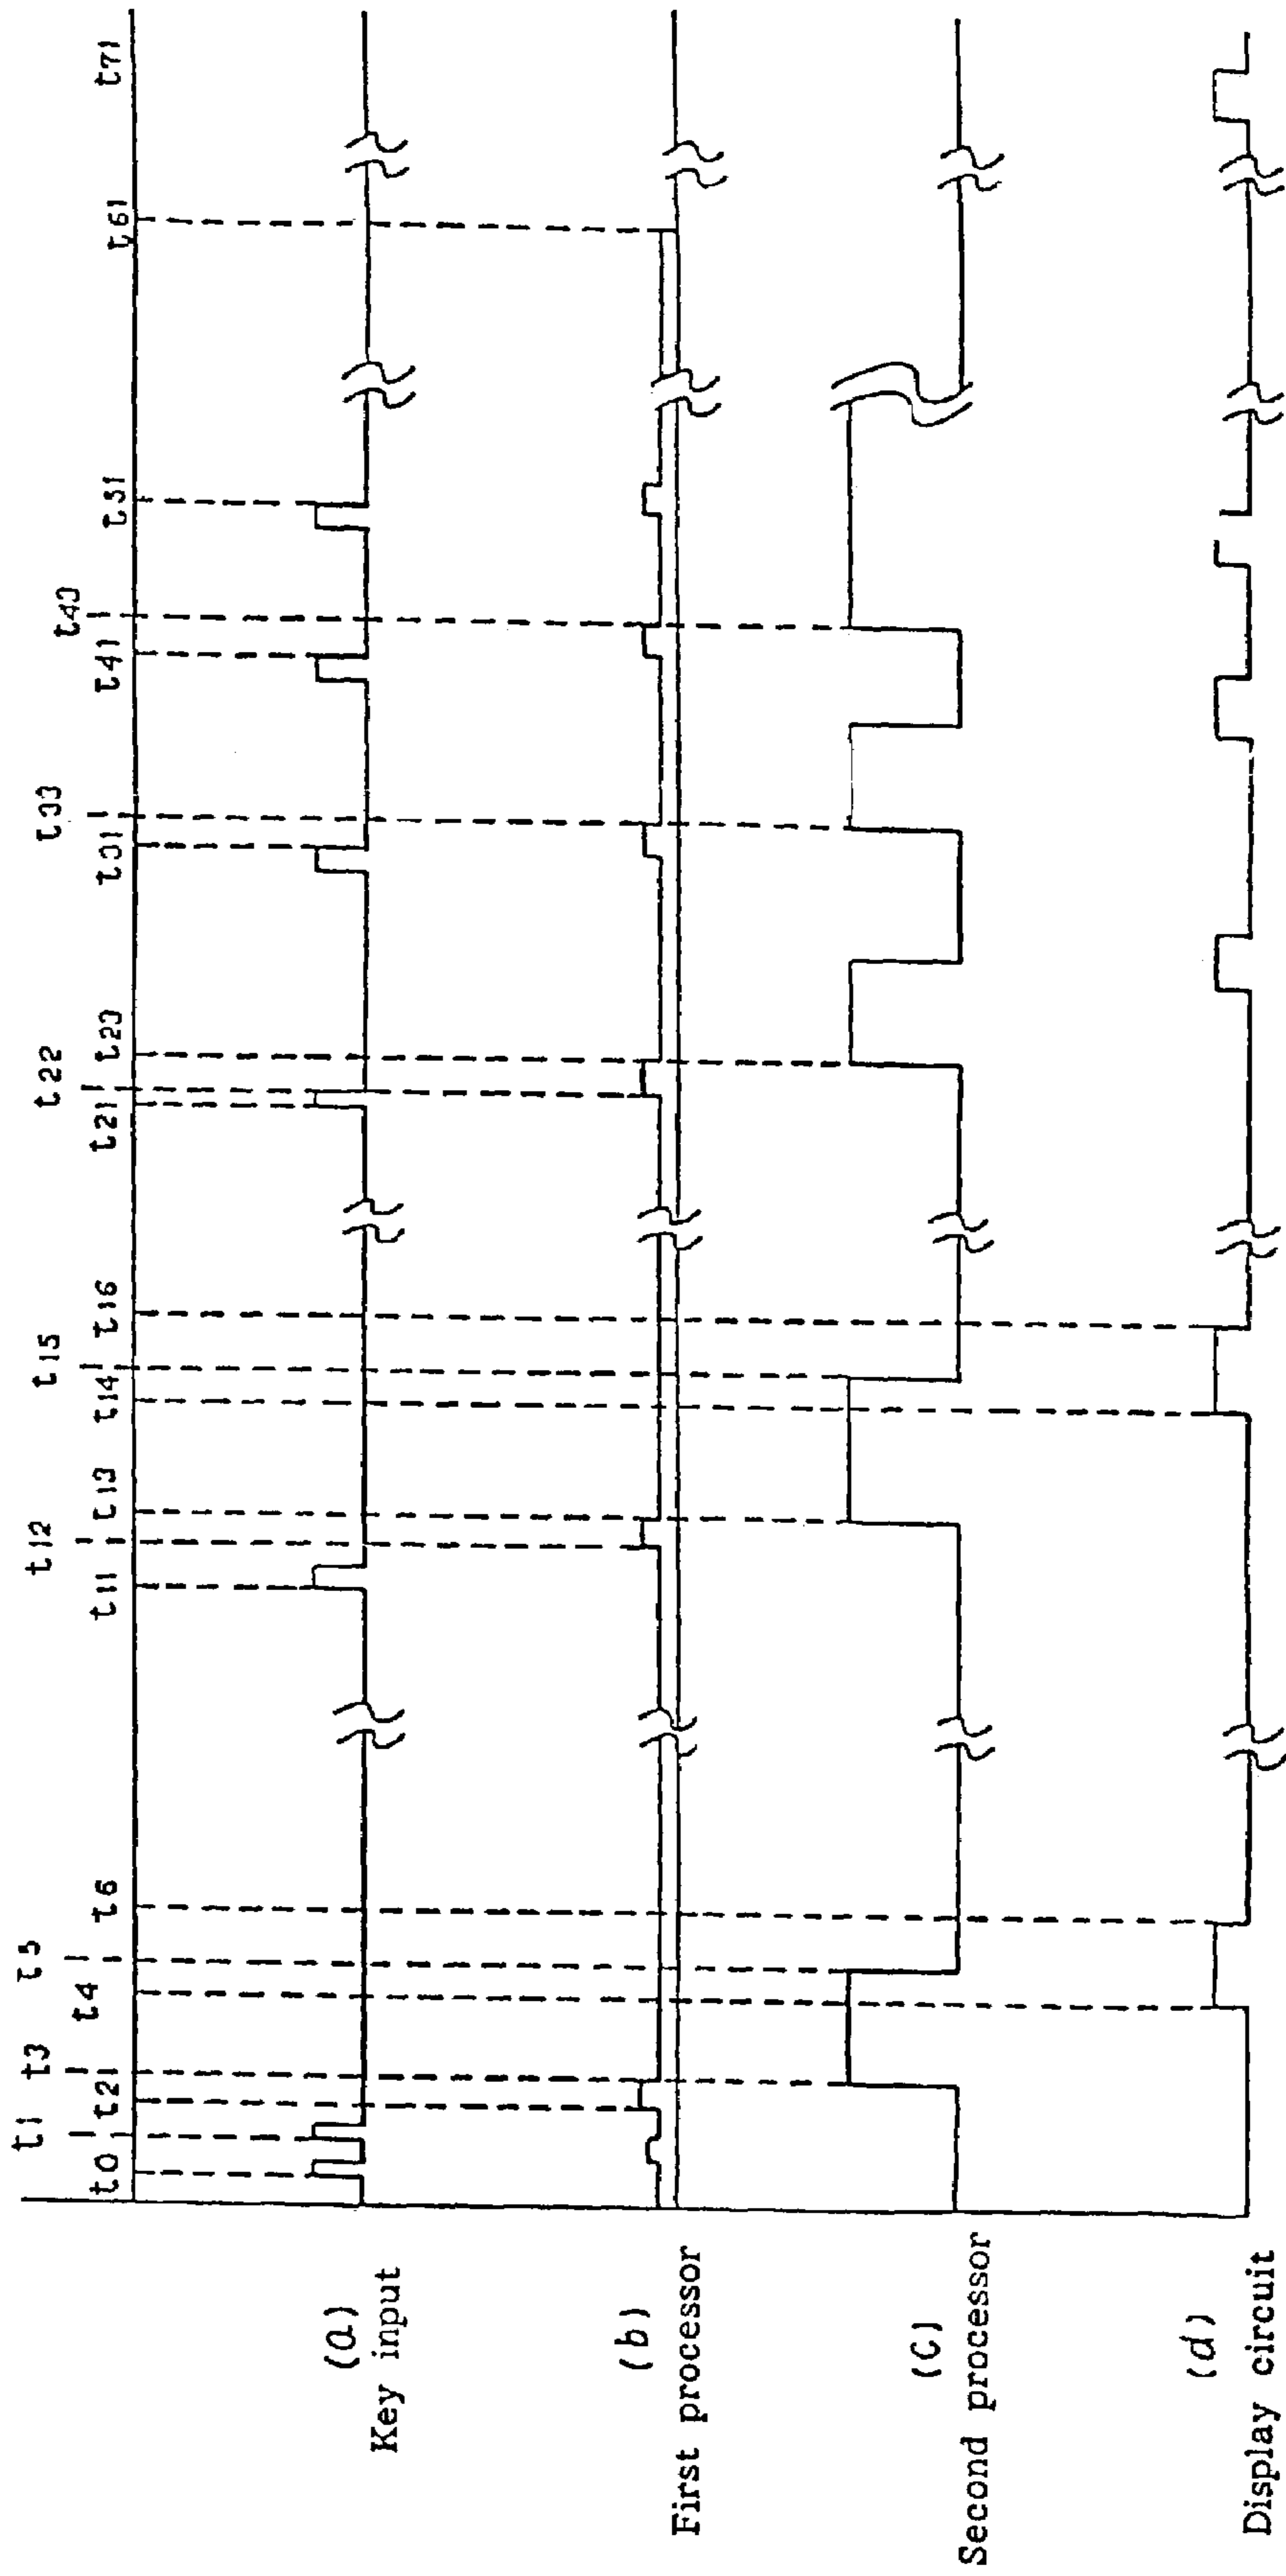 t1 t3 t5 t12 t15 t22 t33 t43
t0 t2 t4 t6 t11 t13 t14 t16 t21 t23 t31 t41 t51 t61 t71
(a)
Key input
(b)
First processor
(c)
Second processor
(d)
Display circuit